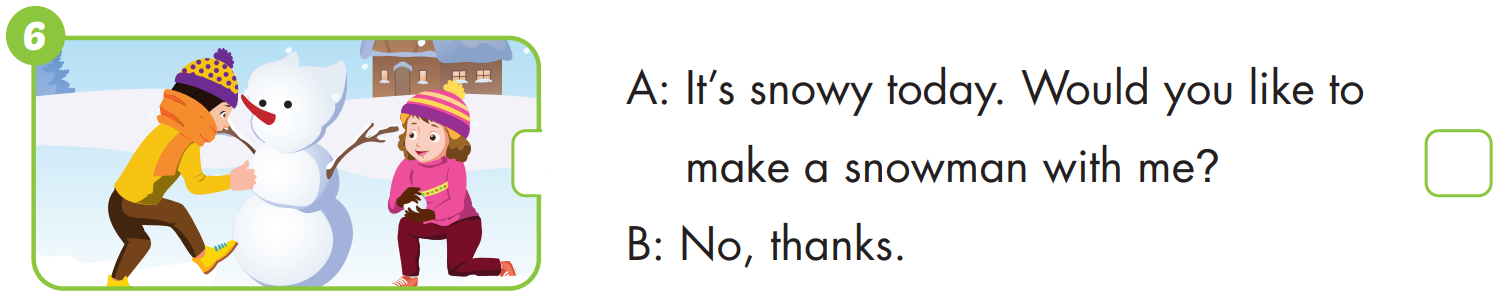 6
A: It's snowy today. Would you like to
make a snowman with me?
B: No, thanks.